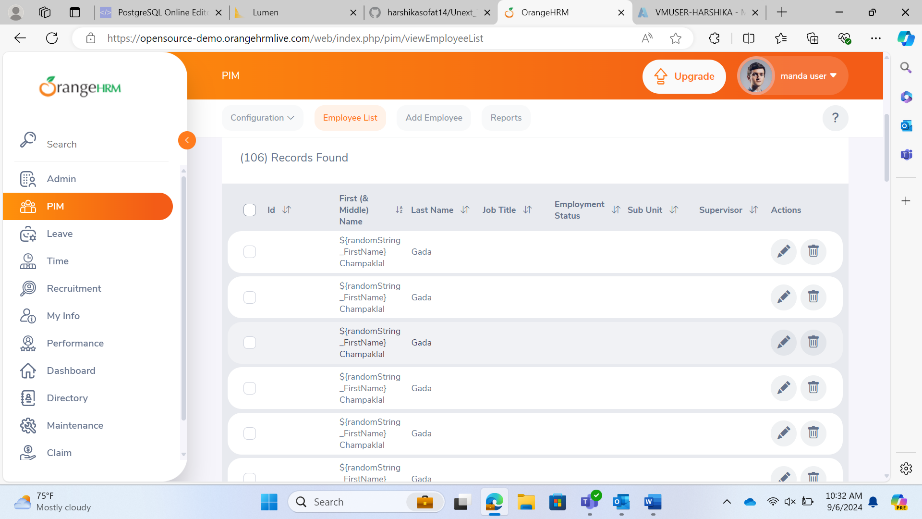 PostgreSQL Online Edito
Lumen
harshikasofat14/Unext_
OrangeHRM
VMUSER-HARSHIKA - M
https://opensource-demo.orangehrmlive.com/web/index.php/pim/viewEmployeeList
OrangeHRM
PIM
Upgrade
manda user
Search
Configuration
Employee List
Add Employee
Reports
?
(106) Records Found
Admin
PIM
Leave
Time
Recruitment
My Info
Performance
Dashboard
Directory
Maintenance
Claim
Id
First (&
Middle)
Name
Last Name
Job Title
Employment
Status
Sub Unit
Supervisor
Actions
${randomString
_FirstName}
Champaklal
Gada
${randomString
_FirstName}
Champaklal
Gada
${randomString
_FirstName}
Champaklal
Gada
${randomString
_FirstName}
Champaklal
Gada
${randomString
_FirstName}
Champaklal
Gada
${randomString
_FirstName}
Gada
75°F
Mostly cloudy
Search
10:32 AM
9/6/2024
PRE